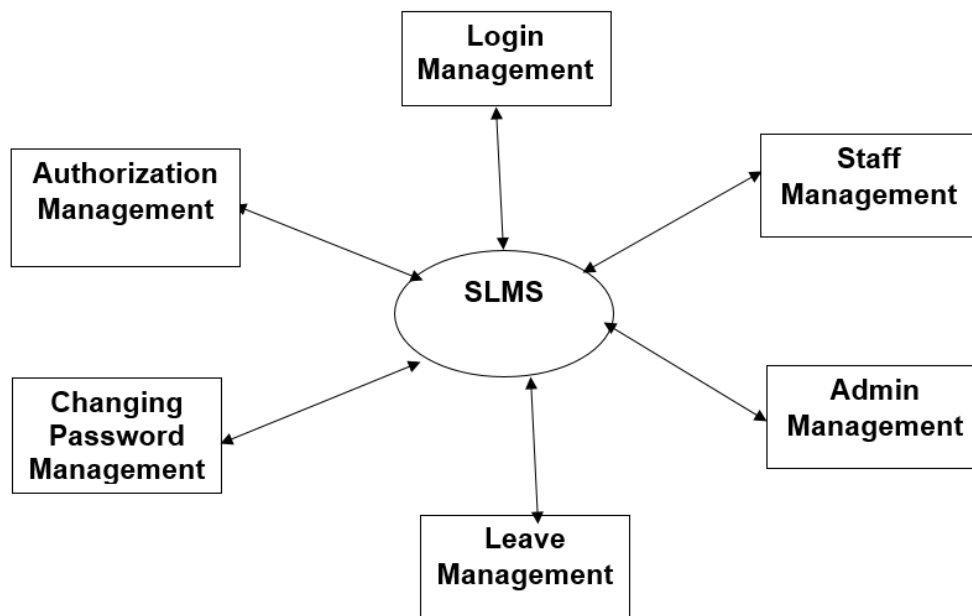 Login
Management
Authorization
Management
Staff
Management
SLMS
Changing
Password
Management
Admin
Management
Leave
Management